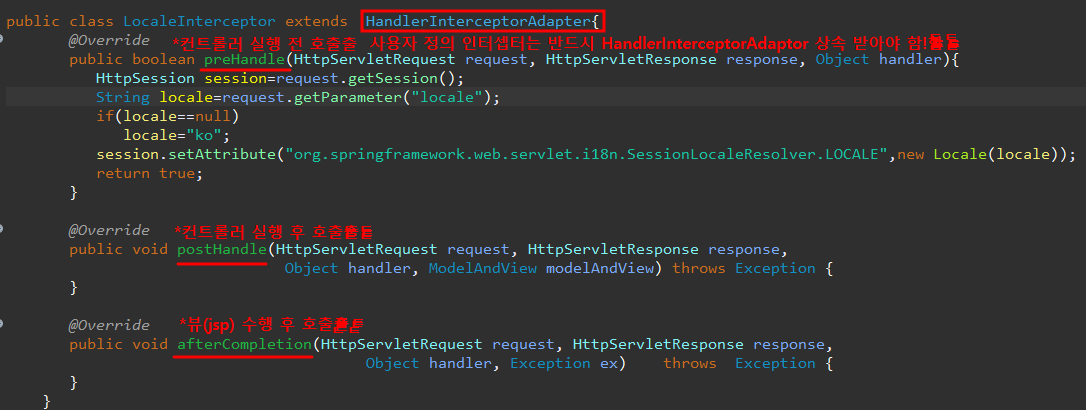 public class LocaleInterceptor extends HandlerInterceptorAdapter{
@Override *컨트롤러 실행 전 호출 사용자 정의 인터셉터는 반드시 HandlerInterceptorAdaptor 상속 받아야 함!
public boolean preHandle(HttpServletRequest request, HttpServletResponse response, Object handler){
HttpSession session=request.getSession();
String locale=request.getParameter("locale");
if(locale==null)
locale="ko";
session.setAttribute("org.springframework.web.servlet.i18n.SessionLocaleResolver.LOCALE",new Locale(locale));
return true;
}
@Override *컨트롤러 실행 후 호출
public void postHandle(HttpServletRequest request, HttpServletResponse response,
Object handler, ModelAndView modelAndView) throws Exception {
}
@Override *뷰(jsp) 수행 후 호출
public void afterCompletion(HttpServletRequest request, HttpServletResponse response,
Object handler, Exception ex) throws Exception {
}
}